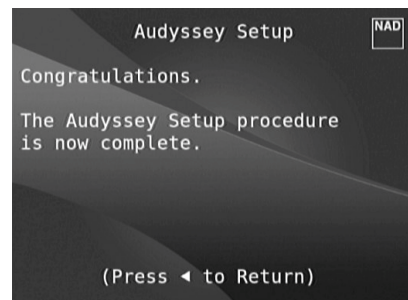 Audyssey Setup
NAD
Congratulations.
The Audyssey Setup procedure
is now complete.
(Press ◄ to Return)